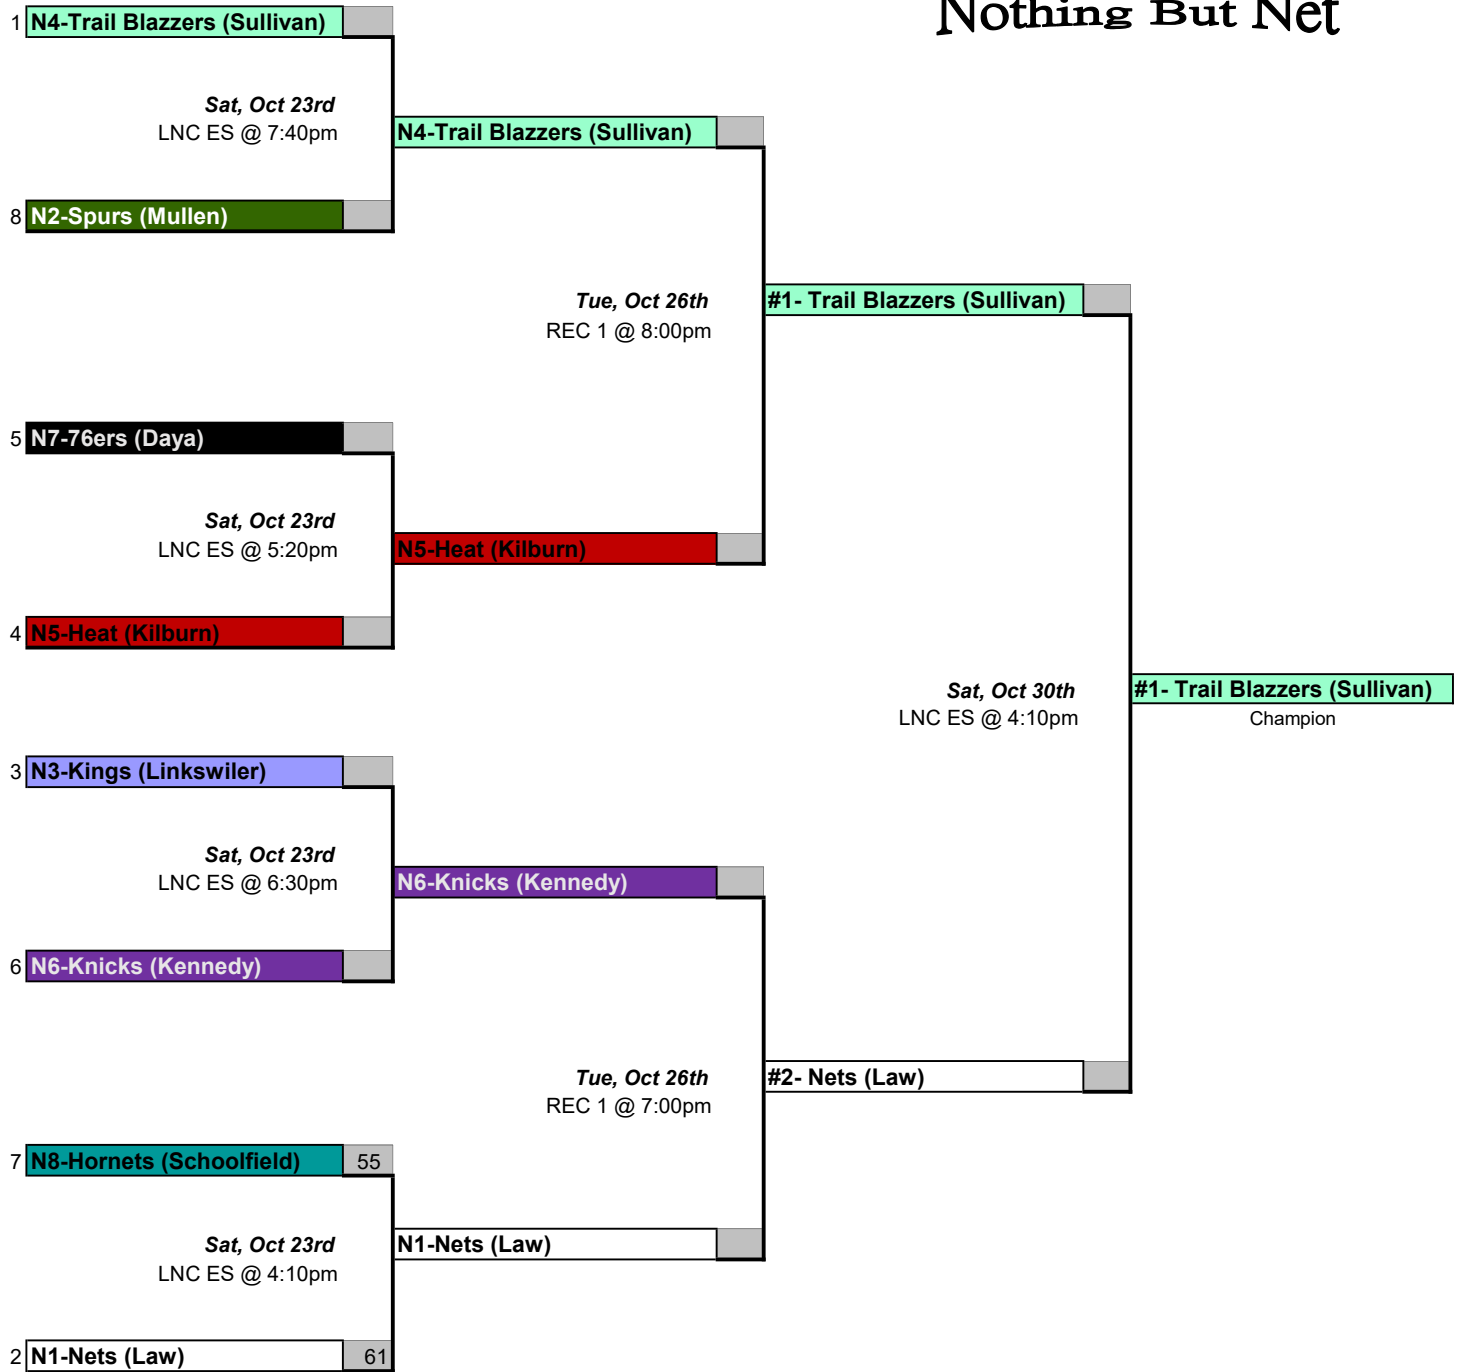 Nothing But Net
1 N4-Trail Blazzers (Sullivan)
Sat, Oct 23rd
LNC ES @ 7:40pm
N4-Trail Blazzers (Sullivan)
8 N2-Spurs (Mullen)
Tue, Oct 26th
REC 1 @ 8:00pm
#1- Trail Blazzers (Sullivan)
5 N7-76ers (Daya)
Sat, Oct 23rd
LNC ES @ 5:20pm
N5-Heat (Kilburn)
4 N5-Heat (Kilburn)
Sat, Oct 30th
LNC ES @ 4:10pm
#1- Trail Blazzers (Sullivan)
Champion
3 N3-Kings (Linkswiler)
Sat, Oct 23rd
LNC ES @ 6:30pm
N6-Knicks (Kennedy)
6 N6-Knicks (Kennedy)
Tue, Oct 26th
REC 1 @ 7:00pm
#2- Nets (Law)
7 N8-Hornets (Schoolfield) 55
Sat, Oct 23rd
LNC ES @ 4:10pm
N1-Nets (Law)
2 N1-Nets (Law) 61